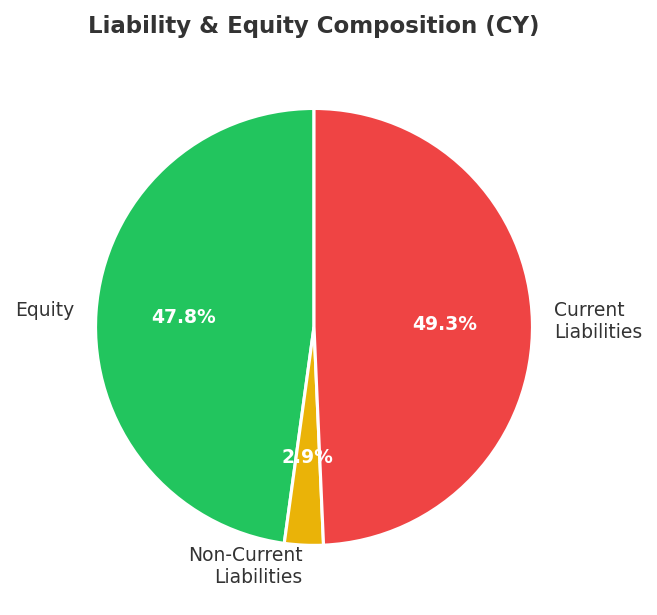 Liability & Equity Composition (CY)
Equity
47.8%
49.3%
Current
Liabilities
2.9%
Non-Current
Liabilities